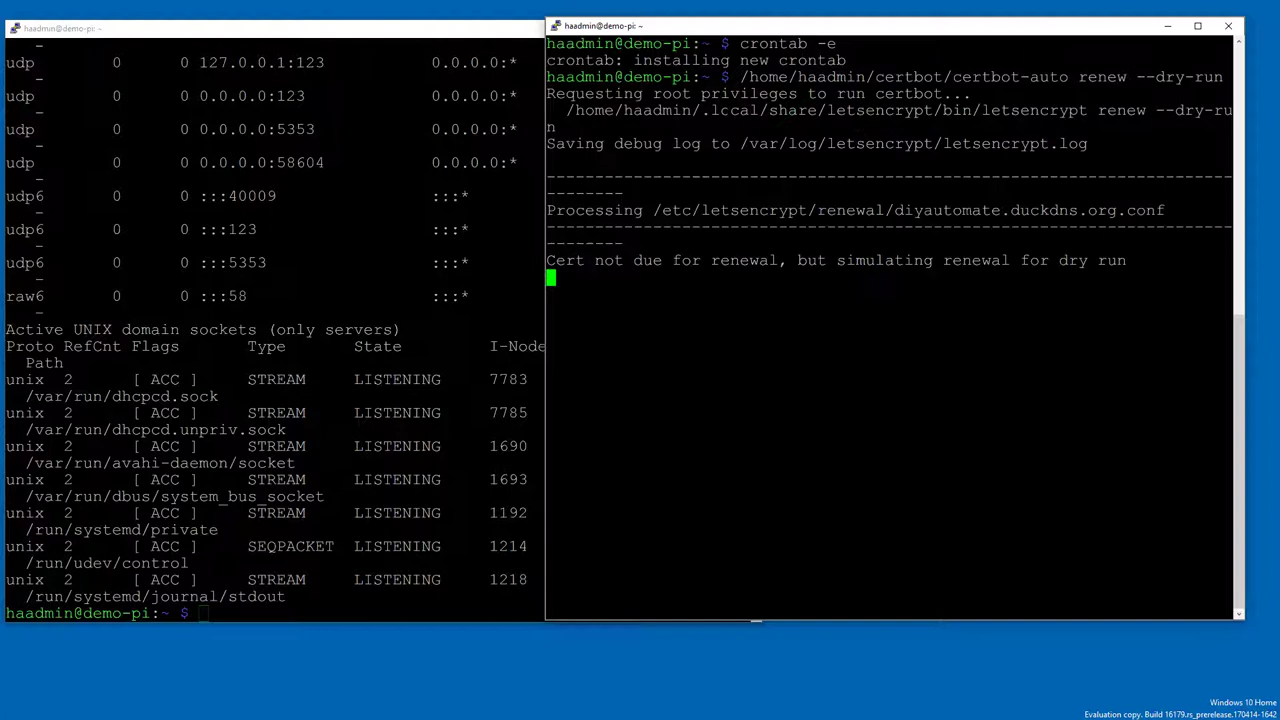 haadmin@demo-pi: ~
-
udp 0 0 127.0.0.1:123 0.0.0.0:*
-
udp 0 0 0.0.0.0:123 0.0.0.0:*
-
udp 0 0 0.0.0.0:5353 0.0.0.0:*
-
udp 0 0 0.0.0.0:58604 0.0.0.0:*
-
udp6 0 0 :::40009 :::*
-
udp6 0 0 :::123 :::*
-
udp6 0 0 :::5353 :::*
-
raw6 0 0 :::58 :::*
-
Active UNIX domain sockets (only servers)
Proto RefCnt Flags Type State I-Node
Path
unix 2 [ ACC ] STREAM LISTENING 7783
/var/run/dhcpcd.sock
unix 2 [ ACC ] STREAM LISTENING 7785
/var/run/dhcpcd.unpriv.sock
unix 2 [ ACC ] STREAM LISTENING 1690
/var/run/avahi-daemon/socket
unix 2 [ ACC ] STREAM LISTENING 1693
/var/run/dbus/system_bus_socket
unix 2 [ ACC ] STREAM LISTENING 1192
/run/systemd/private
unix 2 [ ACC ] SEQPACKET LISTENING 1214
/run/udev/control
unix 2 [ ACC ] STREAM LISTENING 1218
/run/systemd/journal/stdout
haadmin@demo-pi:~ $
haadmin@demo-pi: ~
haadmin@demo-pi:~ $ crontab -e
crontab: installing new crontab
haadmin@demo-pi:~ $ /home/haadmin/certbot/certbot-auto renew --dry-run
Requesting root privileges to run certbot...
/home/haadmin/.local/share/letsencrypt/bin/letsencrypt renew --dry-ru
n
Saving debug log to /var/log/letsencrypt/letsencrypt.log
-----------------------------------------------------------------------
--------
Processing /etc/letsencrypt/renewal/diyautomate.duckdns.org.conf
-----------------------------------------------------------------------
--------
Cert not due for renewal, but simulating renewal for dry run
Windows 10 Home
Evaluation copy. Build 16179.rs_prerelease.170414-1642